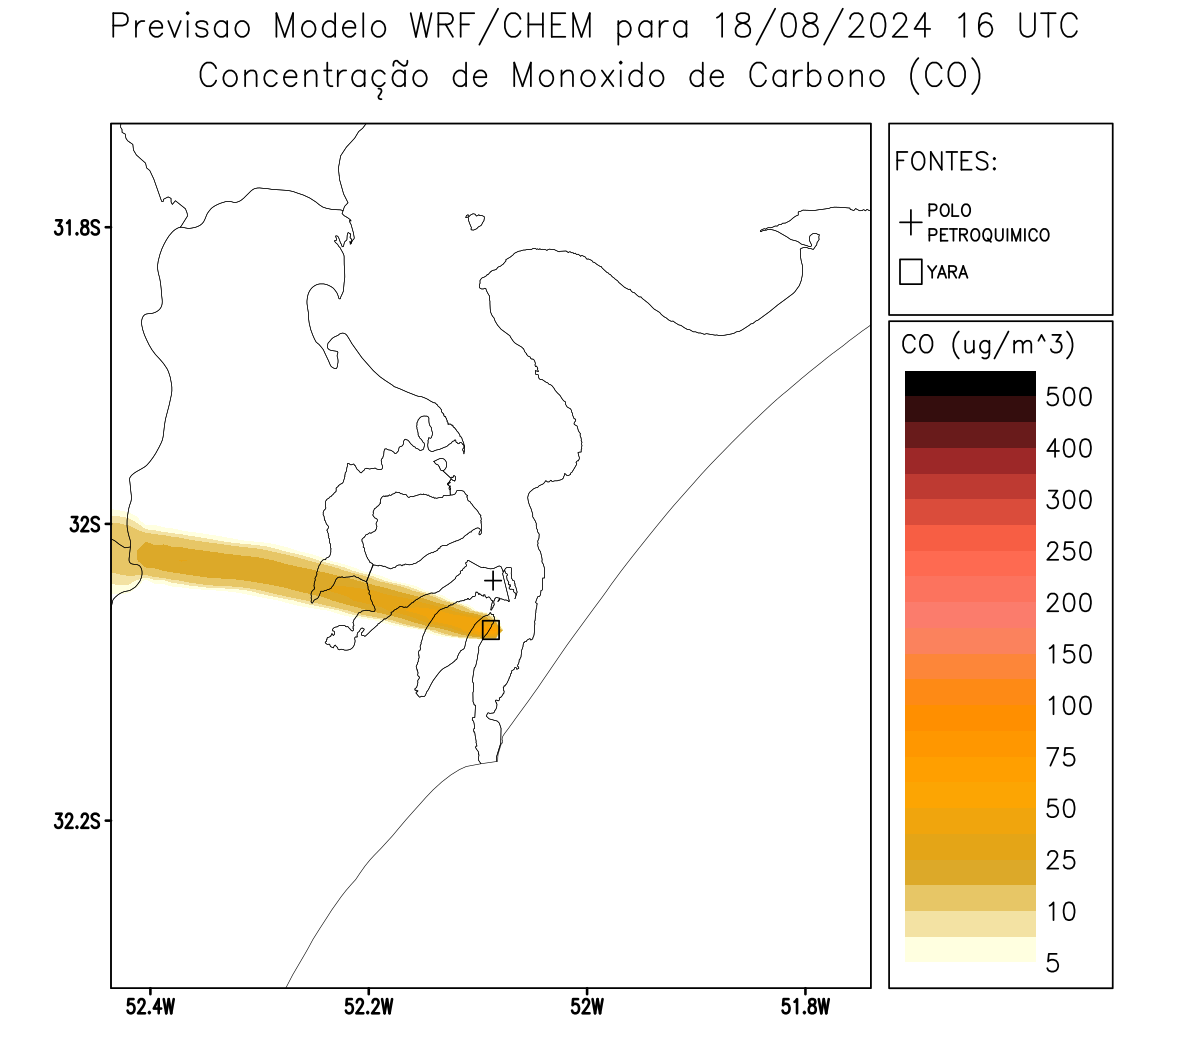 Previsao Modelo WRF/CHEM para 18/08/2024 16 UTC
Concentração de Monoxido de Carbono (CO)
FONTES:
POLO
PETROQUIMICO
YARA
CO (ug/m^3)
500
400
300
250
200
150
100
75
50
25
10
5
31.8S
32S
32.2S
52.4W
52.2W
52W
51.8W